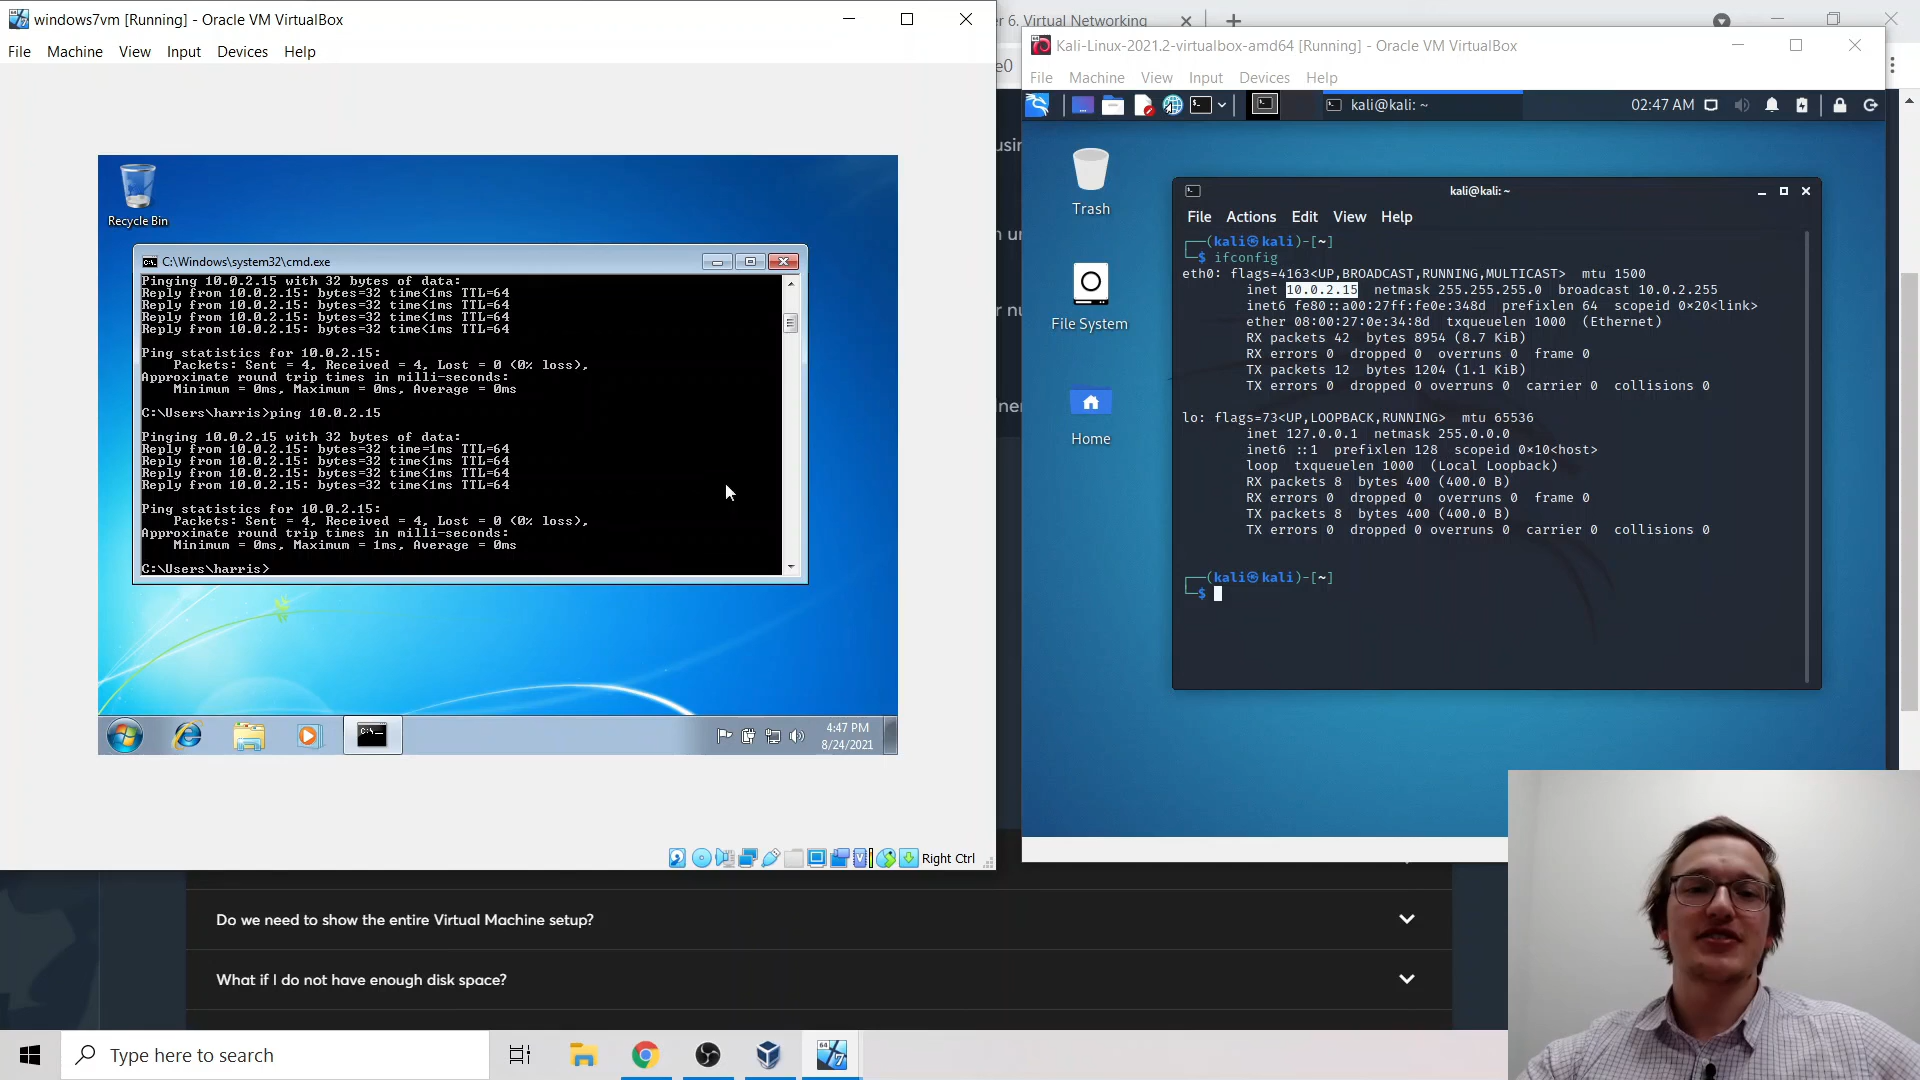 windows7vm [Running] - Oracle VM VirtualBox
File Machine View Input Devices Help
Recycle Bin
C:\Windows\system32\cmd.exe
Pinging 10.0.2.15 with 32 bytes of data:
Reply from 10.0.2.15: bytes=32 time<1ms TTL=64
Reply from 10.0.2.15: bytes=32 time<1ms TTL=64
Reply from 10.0.2.15: bytes=32 time<1ms TTL=64
Reply from 10.0.2.15: bytes=32 time<1ms TTL=64
Ping statistics for 10.0.2.15:
Packets: Sent = 4, Received = 4, Lost = 0 (0% loss),
Approximate round trip times in milli-seconds:
Minimum = 0ms, Maximum = 0ms, Average = 0ms
C:\Users\harris>ping 10.0.2.15
Pinging 10.0.2.15 with 32 bytes of data:
Reply from 10.0.2.15: bytes=32 time=1ms TTL=64
Reply from 10.0.2.15: bytes=32 time<1ms TTL=64
Reply from 10.0.2.15: bytes=32 time<1ms TTL=64
Reply from 10.0.2.15: bytes=32 time<1ms TTL=64
Ping statistics for 10.0.2.15:
Packets: Sent = 4, Received = 4, Lost = 0 (0% loss),
Approximate round trip times in milli-seconds:
Minimum = 0ms, Maximum = 1ms, Average = 0ms
C:\Users\harris>
4:47 PM
8/24/2021
Right Ctrl
6. Virtual Networking
Kali-Linux-2021.2-virtualbox-amd64 [Running] - Oracle VM VirtualBox
File Machine View Input Devices Help
kali@kali: ~
02:47 AM
Trash
File System
Home
kali@kali: ~
File Actions Edit View Help
┌──(kali㉿kali)-[~]
└─$ ifconfig
eth0: flags=4163<UP,BROADCAST,RUNNING,MULTICAST> mtu 1500
inet 10.0.2.15 netmask 255.255.255.0 broadcast 10.0.2.255
inet6 fe80::a00:27ff:fe0e:348d prefixlen 64 scopeid 0×20<link>
ether 08:00:27:0e:34:8d txqueuelen 1000 (Ethernet)
RX packets 42 bytes 8954 (8.7 KiB)
RX errors 0 dropped 0 overruns 0 frame 0
TX packets 12 bytes 1204 (1.1 KiB)
TX errors 0 dropped 0 overruns 0 carrier 0 collisions 0
lo: flags=73<UP,LOOPBACK,RUNNING> mtu 65536
inet 127.0.0.1 netmask 255.0.0.0
inet6 ::1 prefixlen 128 scopeid 0×10<host>
loop txqueuelen 1000 (Local Loopback)
RX packets 8 bytes 400 (400.0 B)
RX errors 0 dropped 0 overruns 0 frame 0
TX packets 8 bytes 400 (400.0 B)
TX errors 0 dropped 0 overruns 0 carrier 0 collisions 0
┌──(kali㉿kali)-[~]
└─$
Do we need to show the entire Virtual Machine setup?
What if I do not have enough disk space?
Type here to search